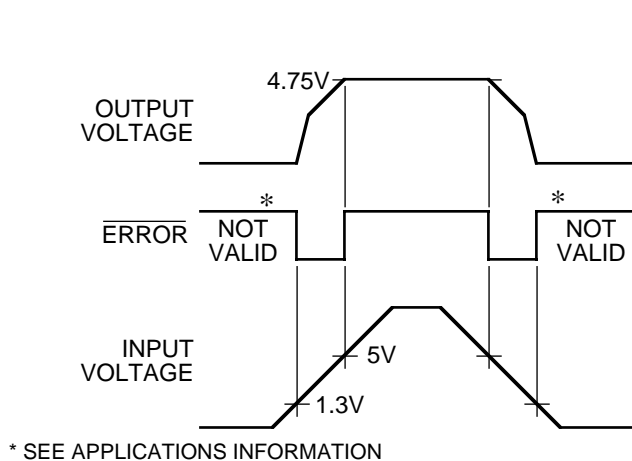 4.75V
OUTPUT
VOLTAGE
*
*
ERROR
NOT
VALID
NOT
VALID
INPUT
VOLTAGE
5V
1.3V
* SEE APPLICATIONS INFORMATION